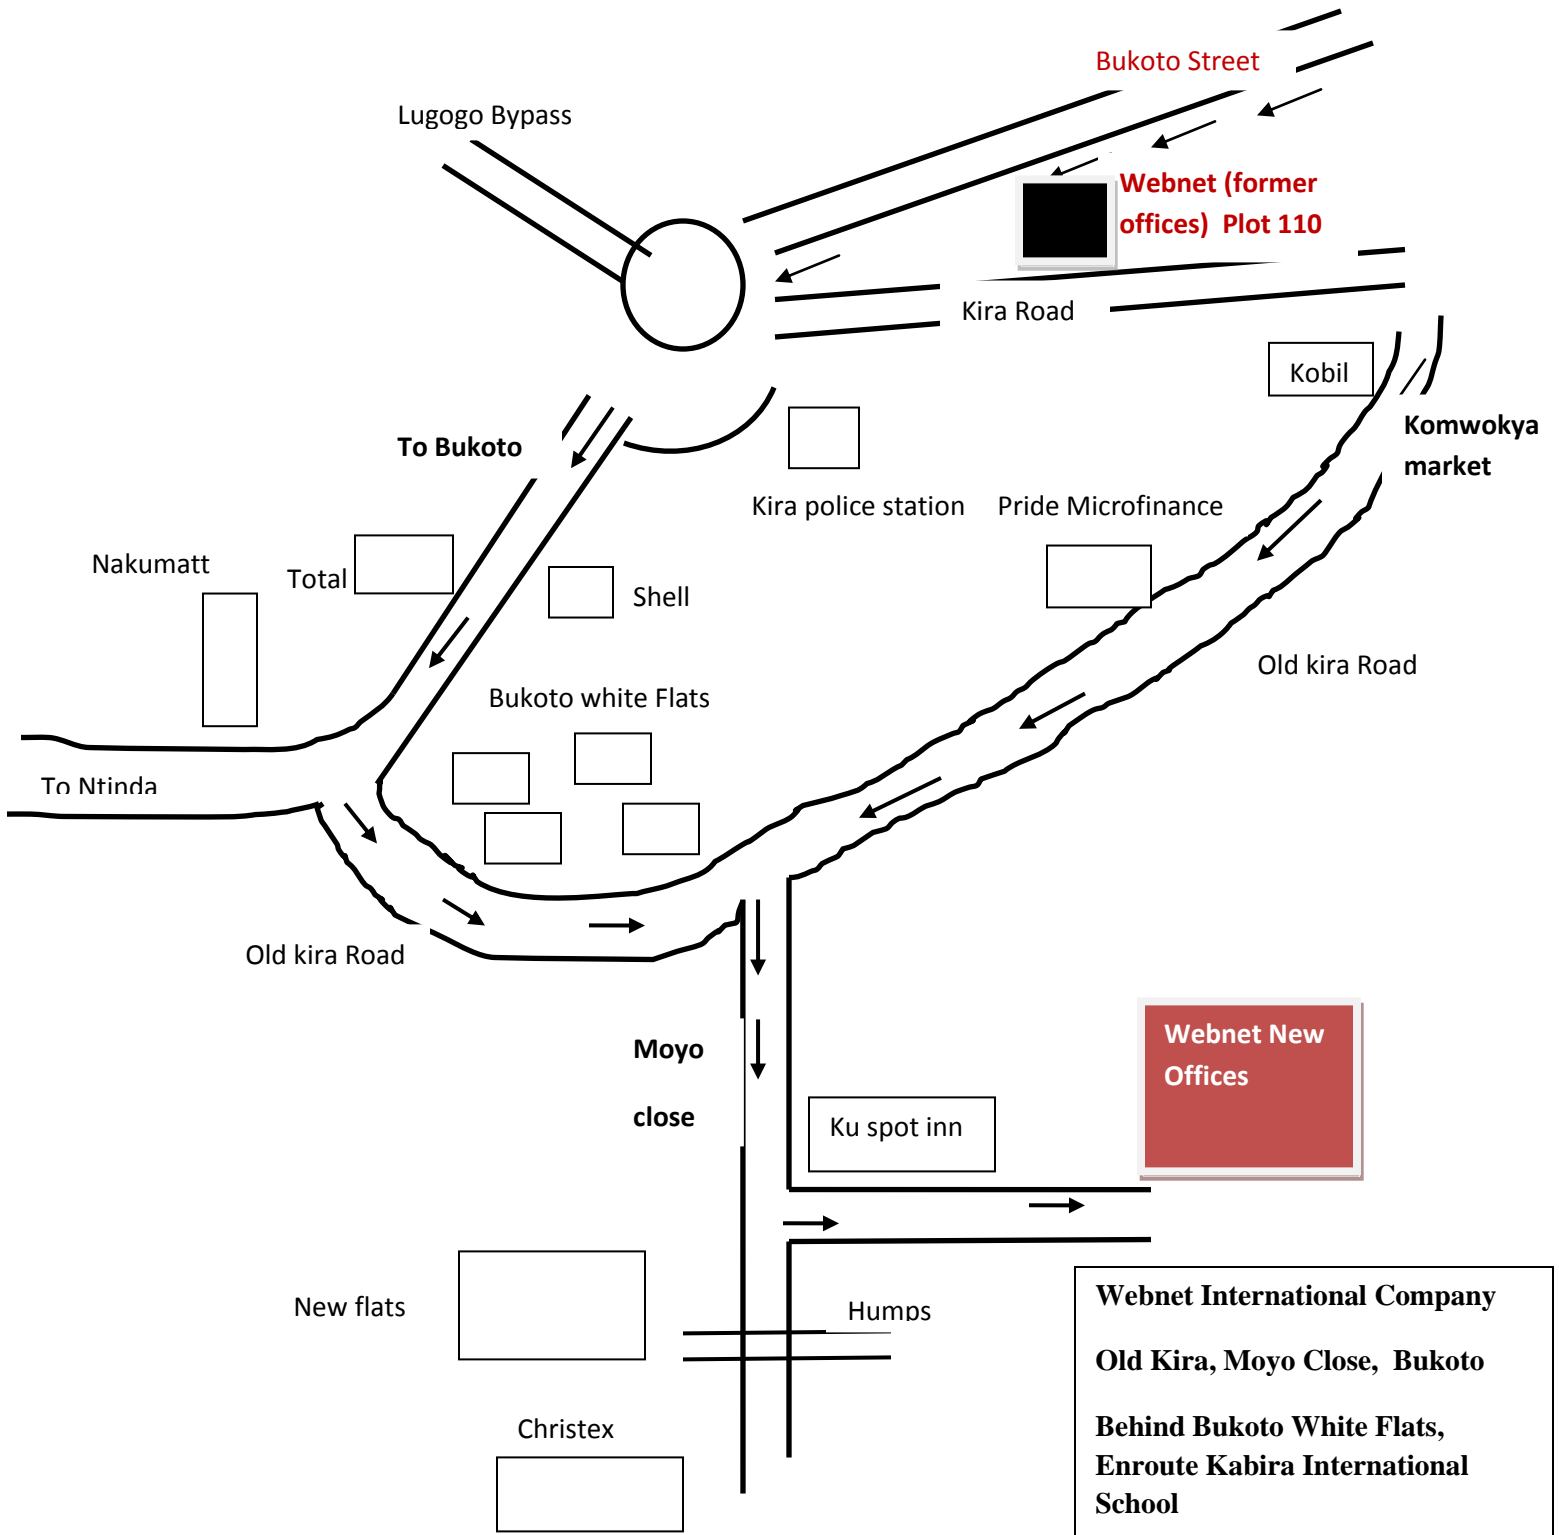 Bukoto Street
Lugogo Bypass
Webnet (former
offices)  Plot 110
Kira Road
Kobil
Komwokya
market
To Bukoto
Kira police station
Pride Microfinance
Nakumatt
Total
Shell
Old kira Road
Bukoto white Flats
To Ntinda
Old kira Road
Webnet New
Offices
Moyo
close
Ku spot inn
New flats
Humps
Christex
Webnet International Company
Old Kira, Moyo Close,  Bukoto
Behind Bukoto White Flats,
Enroute Kabira International
School